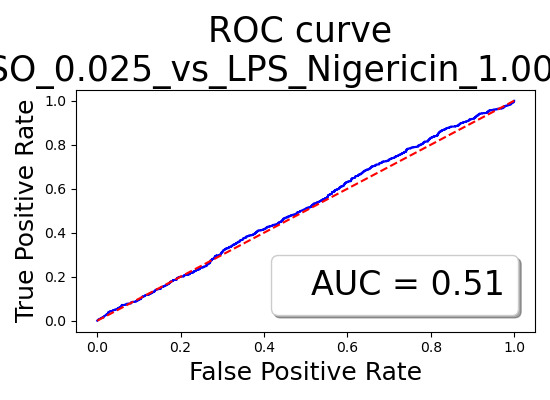 ROC curve
SO_0.025_vs_LPS_Nigericin_1.00
1.0
0.8
0.6
0.4
0.2
0.0
True Positive Rate
AUC = 0.51
0.0 0.2 0.4 0.6 0.8 1.0
False Positive Rate